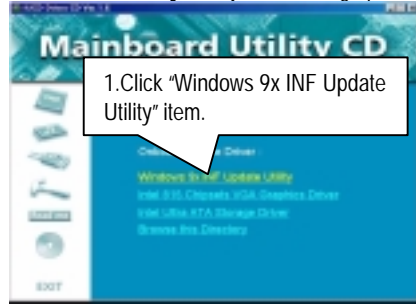 Mainboard Utility CD
1.Click "Windows 9x INF Update
Utility" item.
Driver :
Windows 9x INF Update Utility
Intel 815 Chipsets VGA Graphics Driver
Intel Ultra ATA Storage Driver
Browse this Directory
EXIT